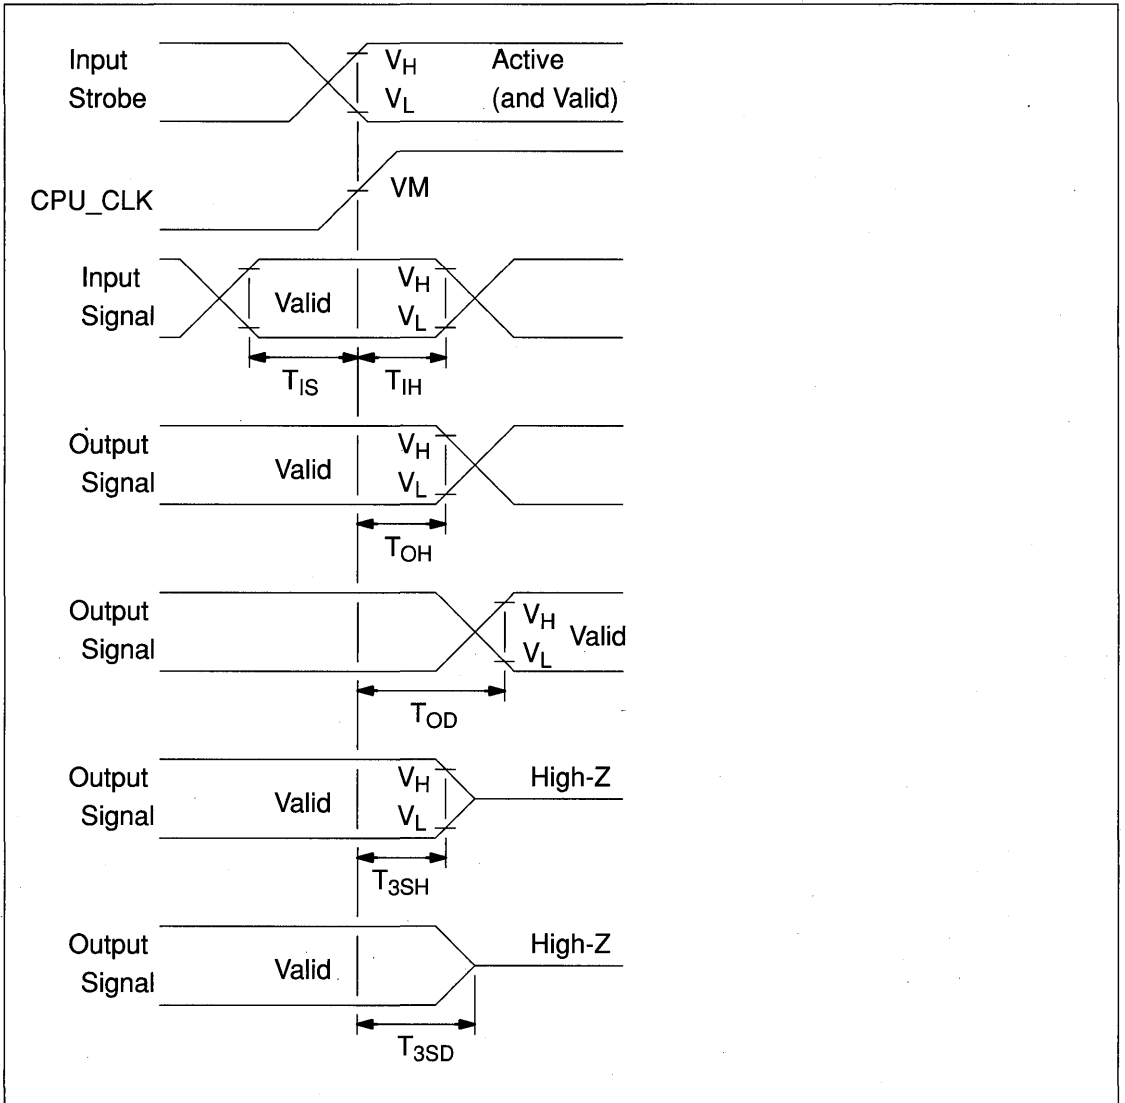 Input
Strobe
V_H
V_L
Active
(and Valid)
CPU_CLK
VM
Input
Signal
Valid
V_H
V_L
T_IS
T_IH
Output
Signal
Valid
V_H
V_L
T_OH
Output
Signal
V_H
V_L
Valid
T_OD
Output
Signal
Valid
V_H
V_L
High-Z
T_3SH
Output
Signal
Valid
High-Z
T_3SD